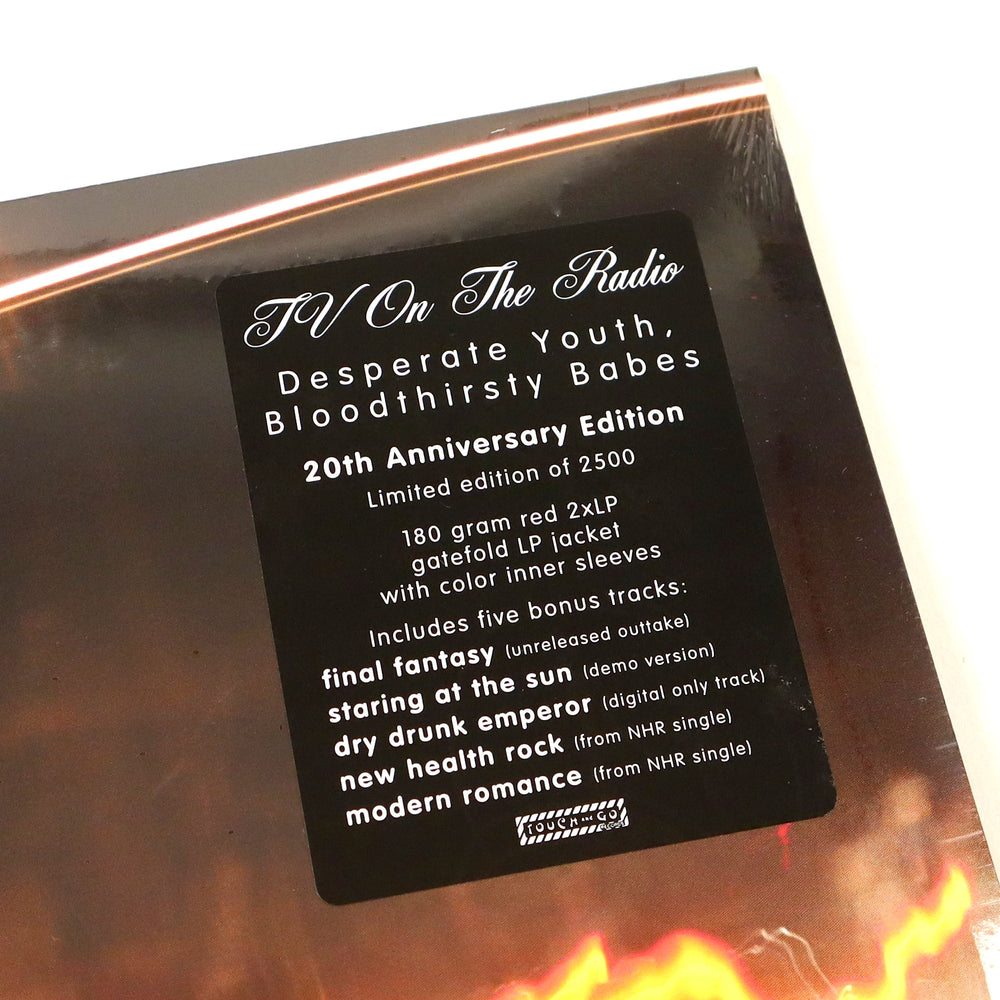 TV On The Radio
Desperate Youth,
Bloodthirsty Babes
20th Anniversary Edition
Limited edition of 2500
180 gram red 2xLP
gatefold LP jacket
with color inner sleeves
Includes five bonus tracks:
final fantasy (unreleased outtake)
staring at the sun (demo version)
dry drunk emperor (digital only track)
new health rock (from NHR single)
modern romance (from NHR single)
TOUCH AND GO